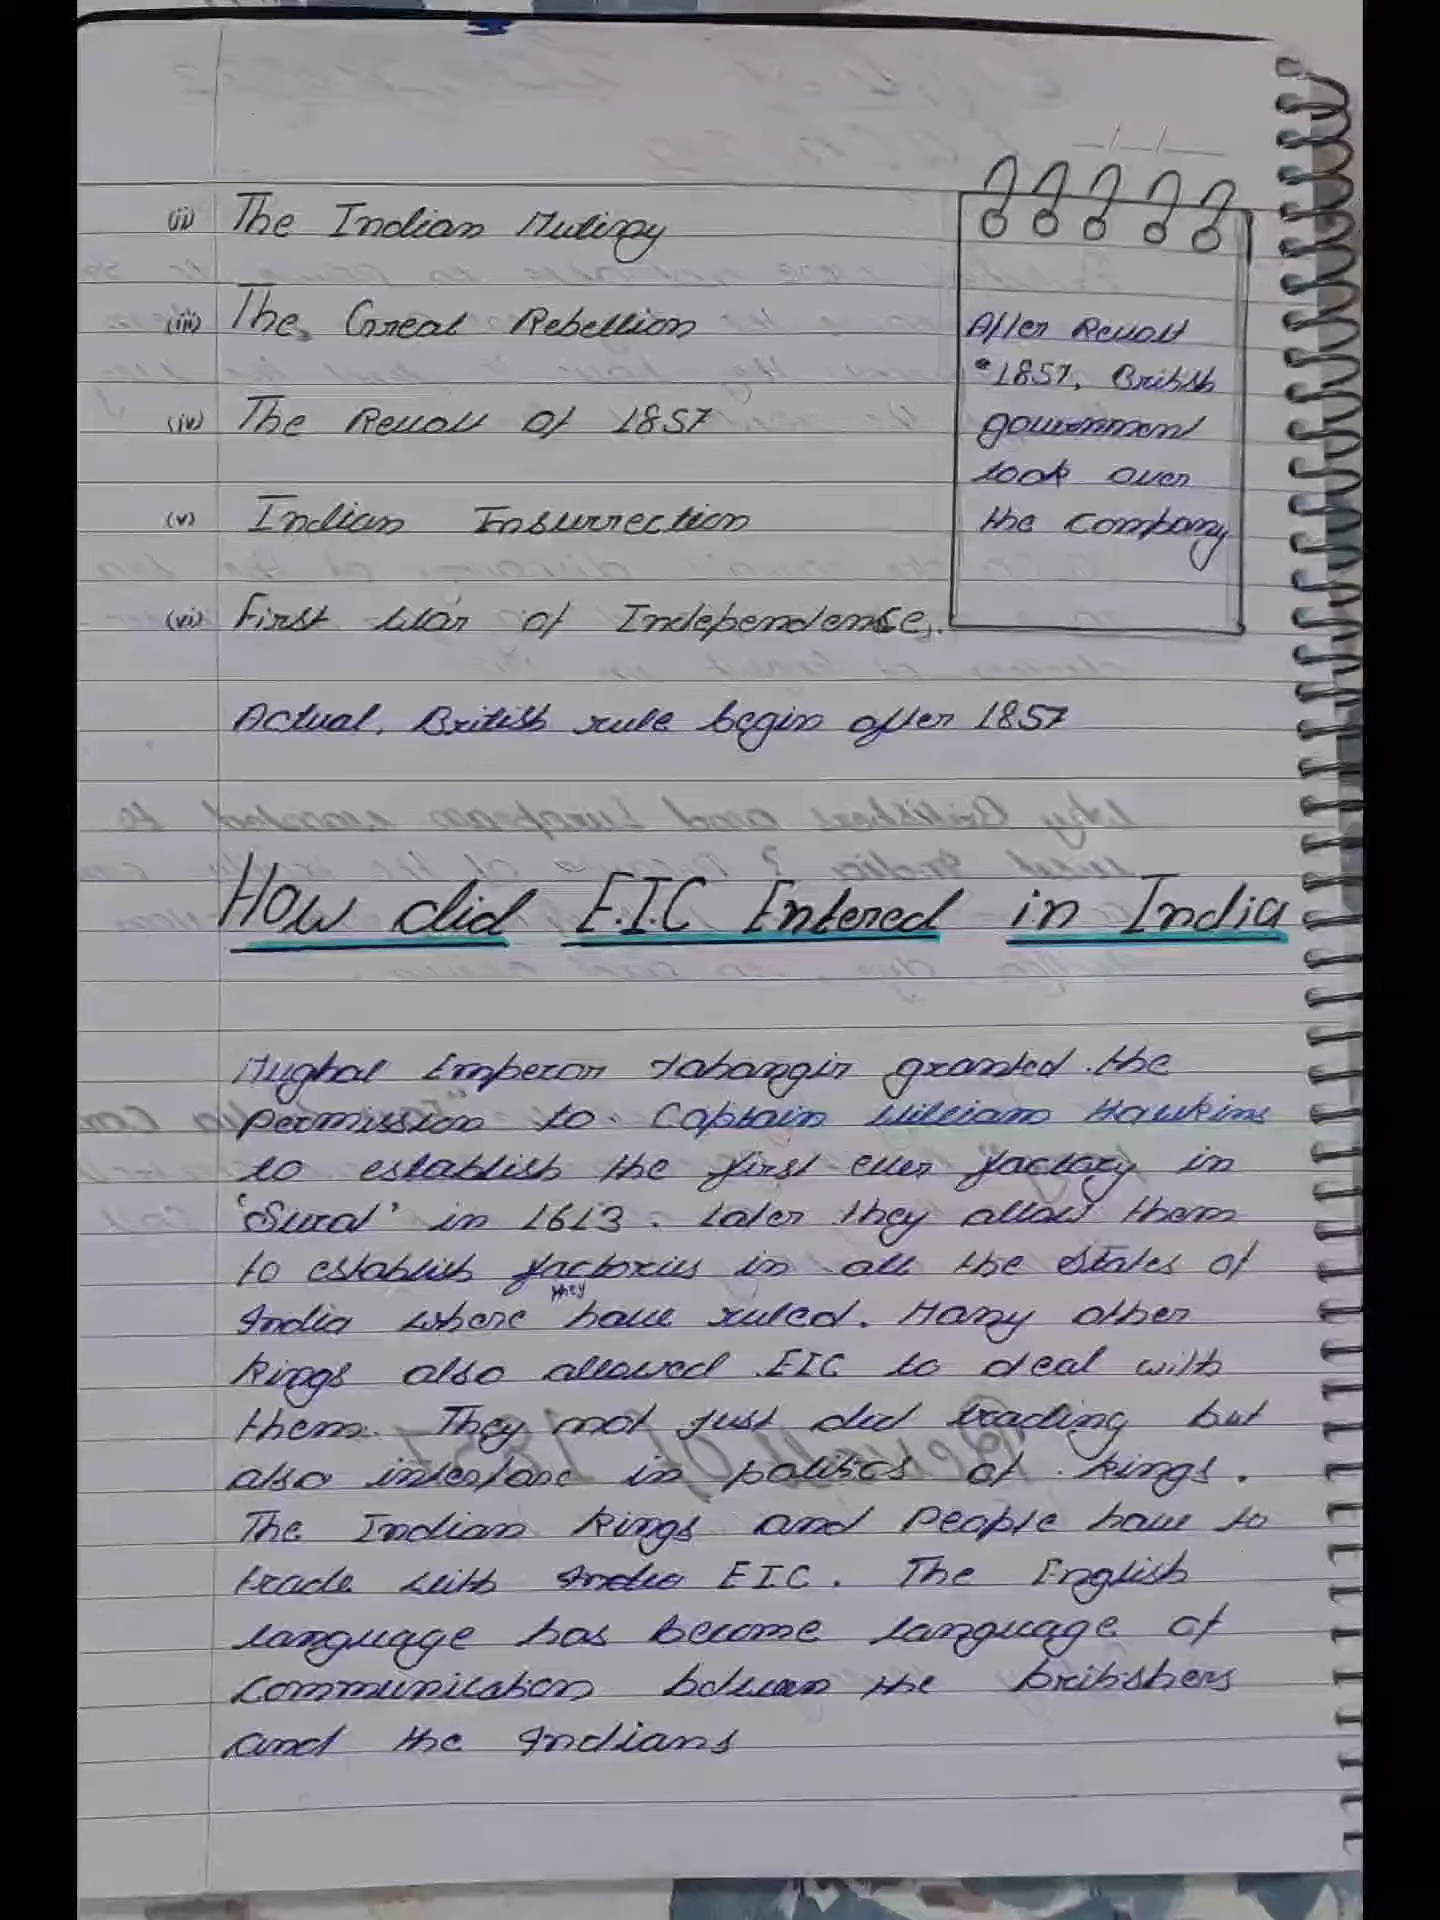 (ii) The Indian Mutiny
(iii) The Great Rebellion
(iv) The Revolt of 1857
(v) Indian Insurrection
(vi) First War of Independence.
After Revolt
1857, British
government
took over
the company
Actual, British rule begin after 1857
How did E.I.C Entered in India
Mughal Emperor Jahangir granted the
permission to Captain William Hawkins
to establish the first ever factory in
'Surat' in 1613. Later they allow them
to establish factories in all the states of
India where they have ruled. Many other
kings also allowed EIC to deal with
them. They not just did trading but
also interfare in politics of kings.
The Indian kings and People have to
trade with India EIC. The English
language has become language of
communication between the britishers
and the Indians